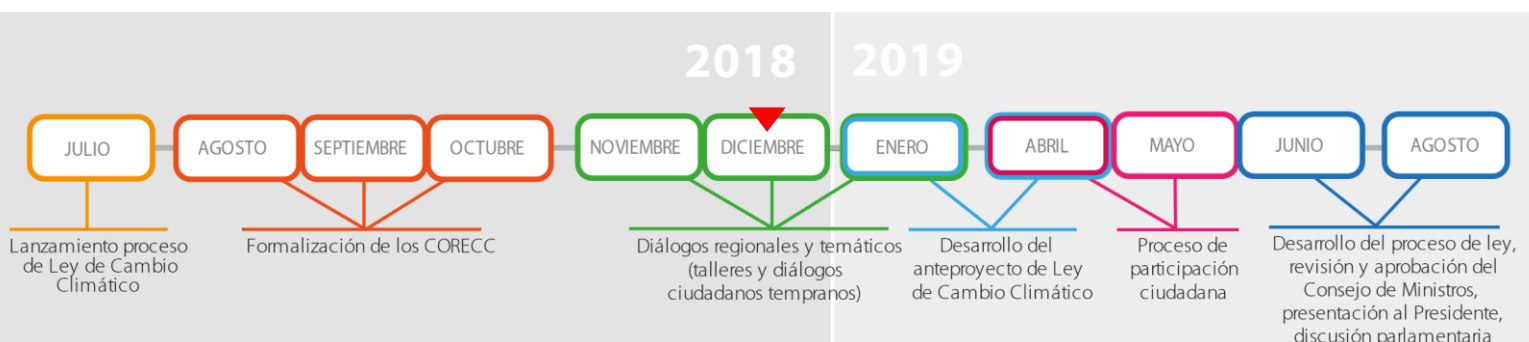 2018
2019
JULIO
AGOSTO
SEPTIEMBRE
OCTUBRE
NOVIEMBRE
DICIEMBRE
ENERO
ABRIL
MAYO
JUNIO
AGOSTO
Lanzamiento proceso
de Ley de Cambio
Climático
Formalización de los CORECC
Diálogos regionales y temáticos
(talleres y diálogos
ciudadanos tempranos)
Desarrollo del
anteproyecto de Ley
de Cambio Climático
Proceso de
participación
ciudadana
Desarrollo del proceso de ley,
revisión y aprobación del
Consejo de Ministros,
presentación al Presidente,
discusión parlamentaria